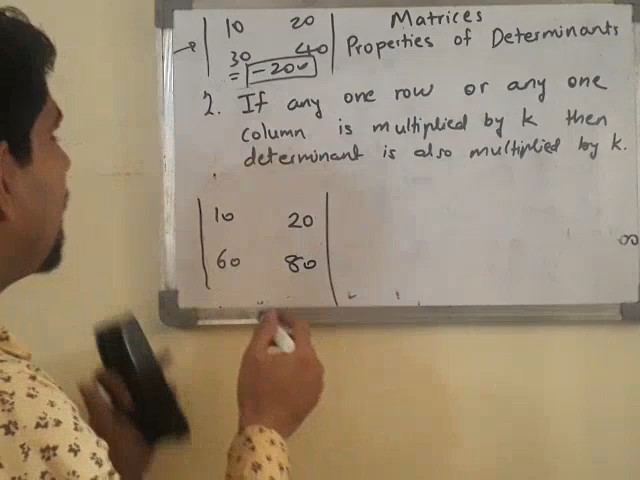 10 20 Matrices
30 40 Properties of Determinants
= -200
2. If any one row or any one
column is multiplied by k then
determinant is also multiplied by k.
10 20
60 80